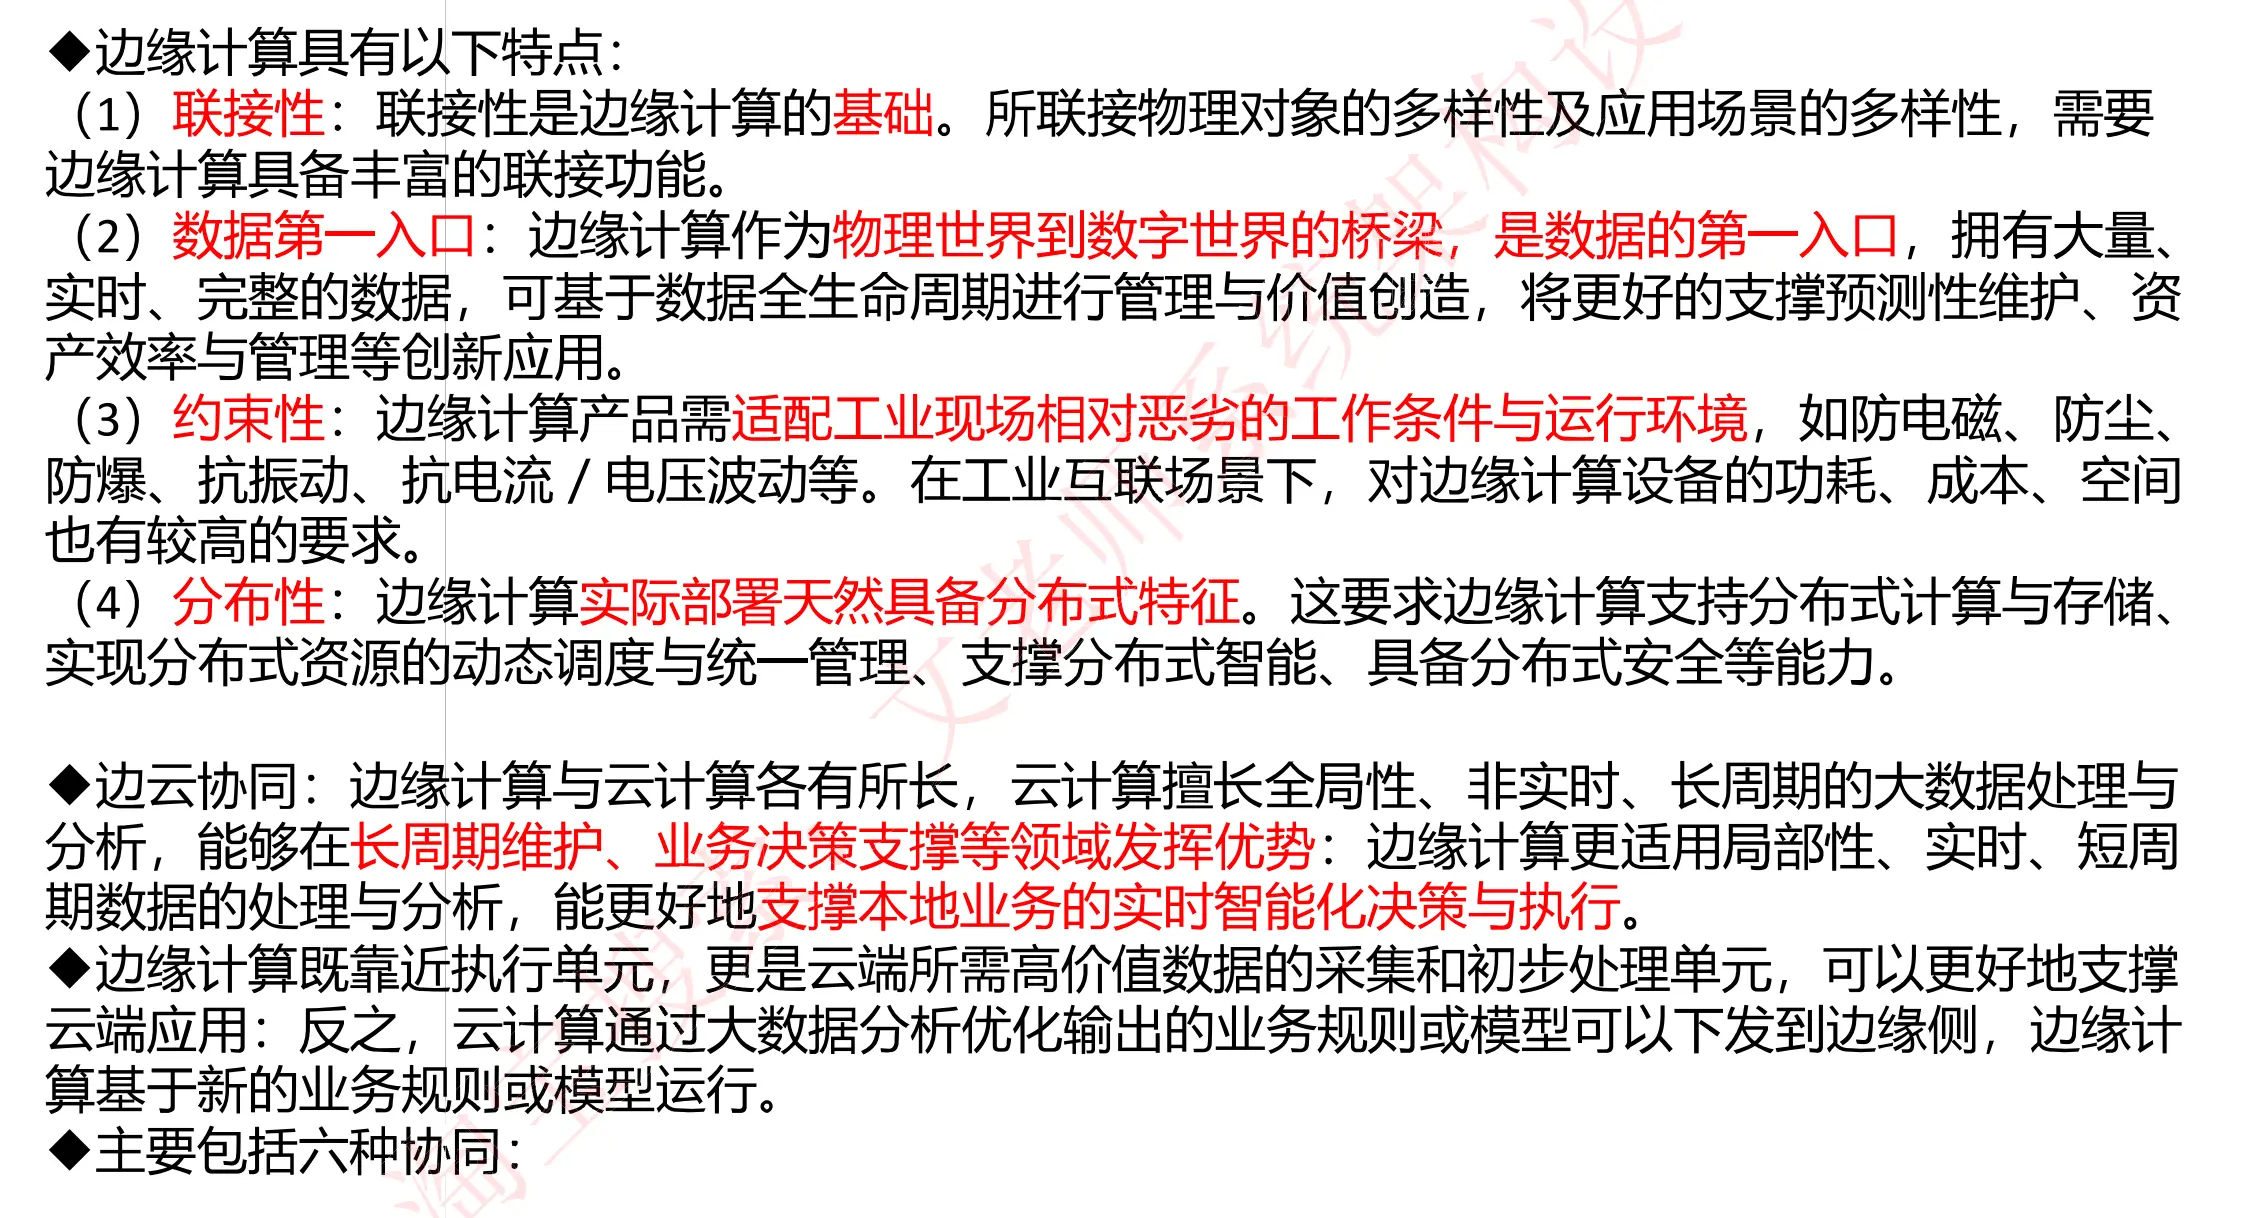 ◆边缘计算具有以下特点：
（1）联接性：联接性是边缘计算的基础。所联接物理对象的多样性及应用场景的多样性，需要
边缘计算具备丰富的联接功能。
（2）数据第一入口：边缘计算作为物理世界到数字世界的桥梁，是数据的第一入口，拥有大量、
实时、完整的数据，可基于数据全生命周期进行管理与价值创造，将更好的支撑预测性维护、资
产效率与管理等创新应用。
（3）约束性：边缘计算产品需适配工业现场相对恶劣的工作条件与运行环境，如防电磁、防尘、
防爆、抗振动、抗电流／电压波动等。在工业互联场景下，对边缘计算设备的功耗、成本、空间
也有较高的要求。
（4）分布性：边缘计算实际部署天然具备分布式特征。这要求边缘计算支持分布式计算与存储、
实现分布式资源的动态调度与统一管理、支撑分布式智能、具备分布式安全等能力。
◆边云协同：边缘计算与云计算各有所长，云计算擅长全局性、非实时、长周期的大数据处理与
分析，能够在长周期维护、业务决策支撑等领域发挥优势：边缘计算更适用局部性、实时、短周
期数据的处理与分析，能更好地支撑本地业务的实时智能化决策与执行。
◆边缘计算既靠近执行单元，更是云端所需高价值数据的采集和初步处理单元，可以更好地支撑
云端应用：反之，云计算通过大数据分析优化输出的业务规则或模型可以下发到边缘侧，边缘计
算基于新的业务规则或模型运行。
◆主要包括六种协同：
淘宝搜索 文老师系统架构设